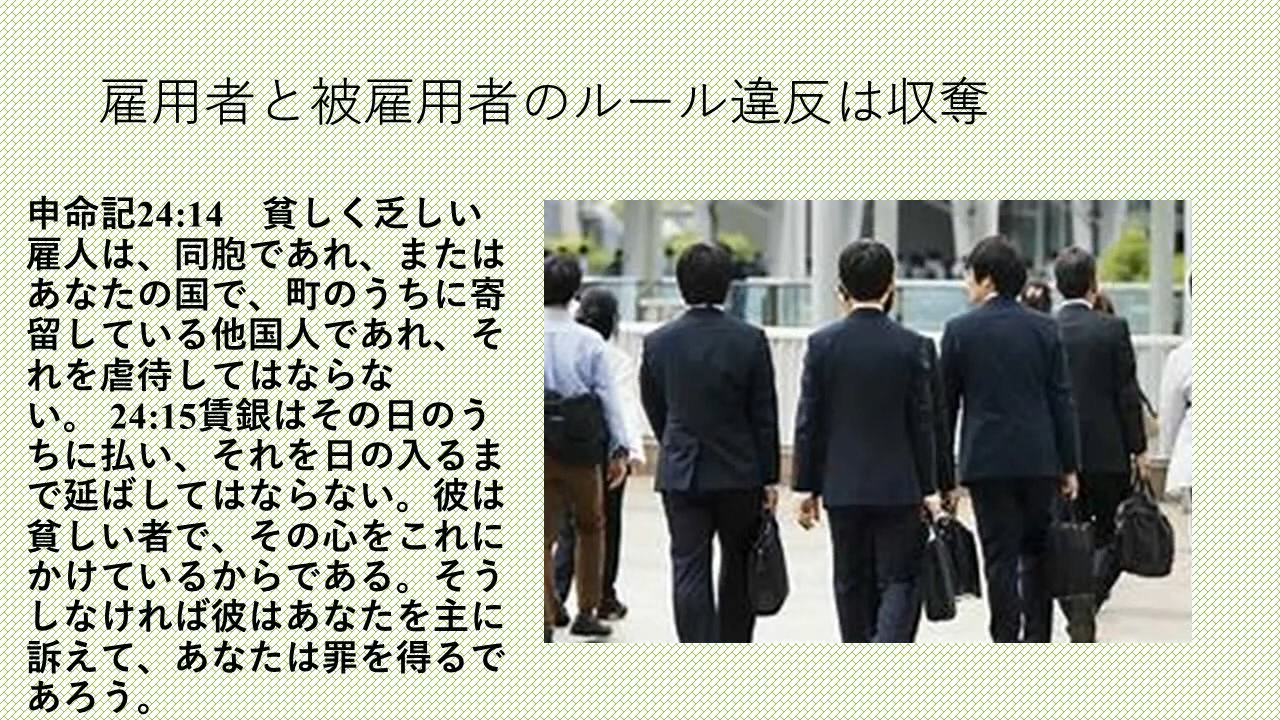 雇用者と被雇用者のルール違反は収奪
申命記24:14　貧しく乏しい
雇人は、同胞であれ、または
あなたの国で、町のうちに寄
留している他国人であれ、そ
れを虐待してはならな
い。 24:15賃銀はその日のう
ちに払い、それを日の入るま
で延ばしてはならない。彼は
貧しい者で、その心をこれに
かけているからである。そう
しなければ彼はあなたを主に
訴えて、あなたは罪を得るで
あろう。